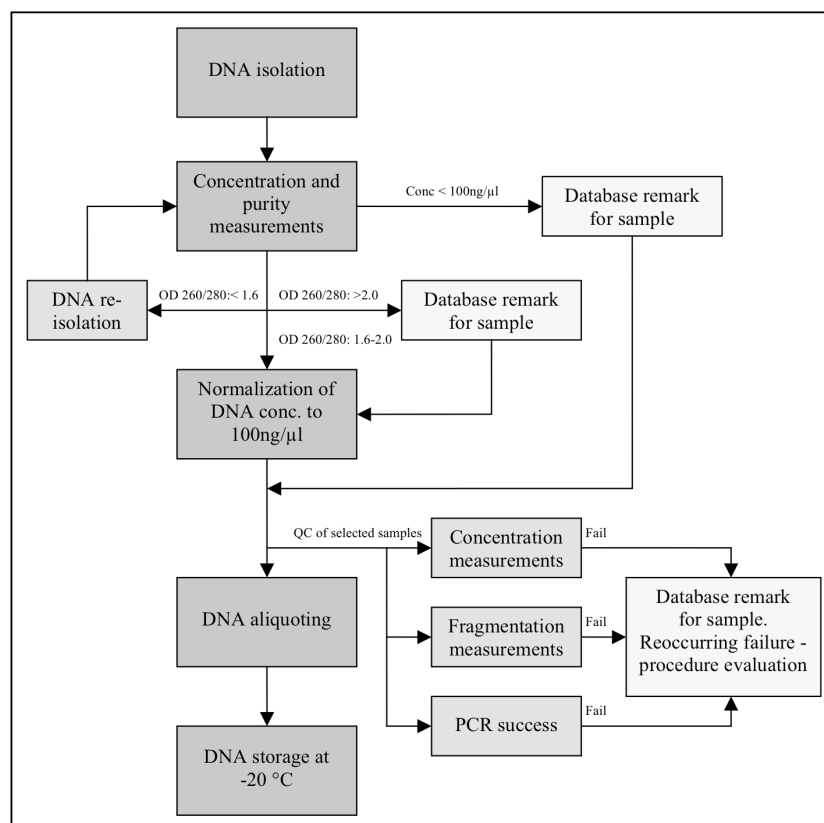 DNA isolation
Concentration and
purity
measurements
Conc < 100ng/µl
Database remark
for sample
DNA re-
isolation
OD 260/280:< 1.6
OD 260/280: >2.0
Database remark
for sample
OD 260/280: 1.6-2.0
Normalization of
DNA conc. to
100ng/µl
QC of selected samples
Concentration
measurements
Fail
DNA aliquoting
Fragmentation
measurements
Fail
Database remark
for sample.
Reoccurring failure -
procedure evaluation
PCR success
Fail
DNA storage at
-20 °C